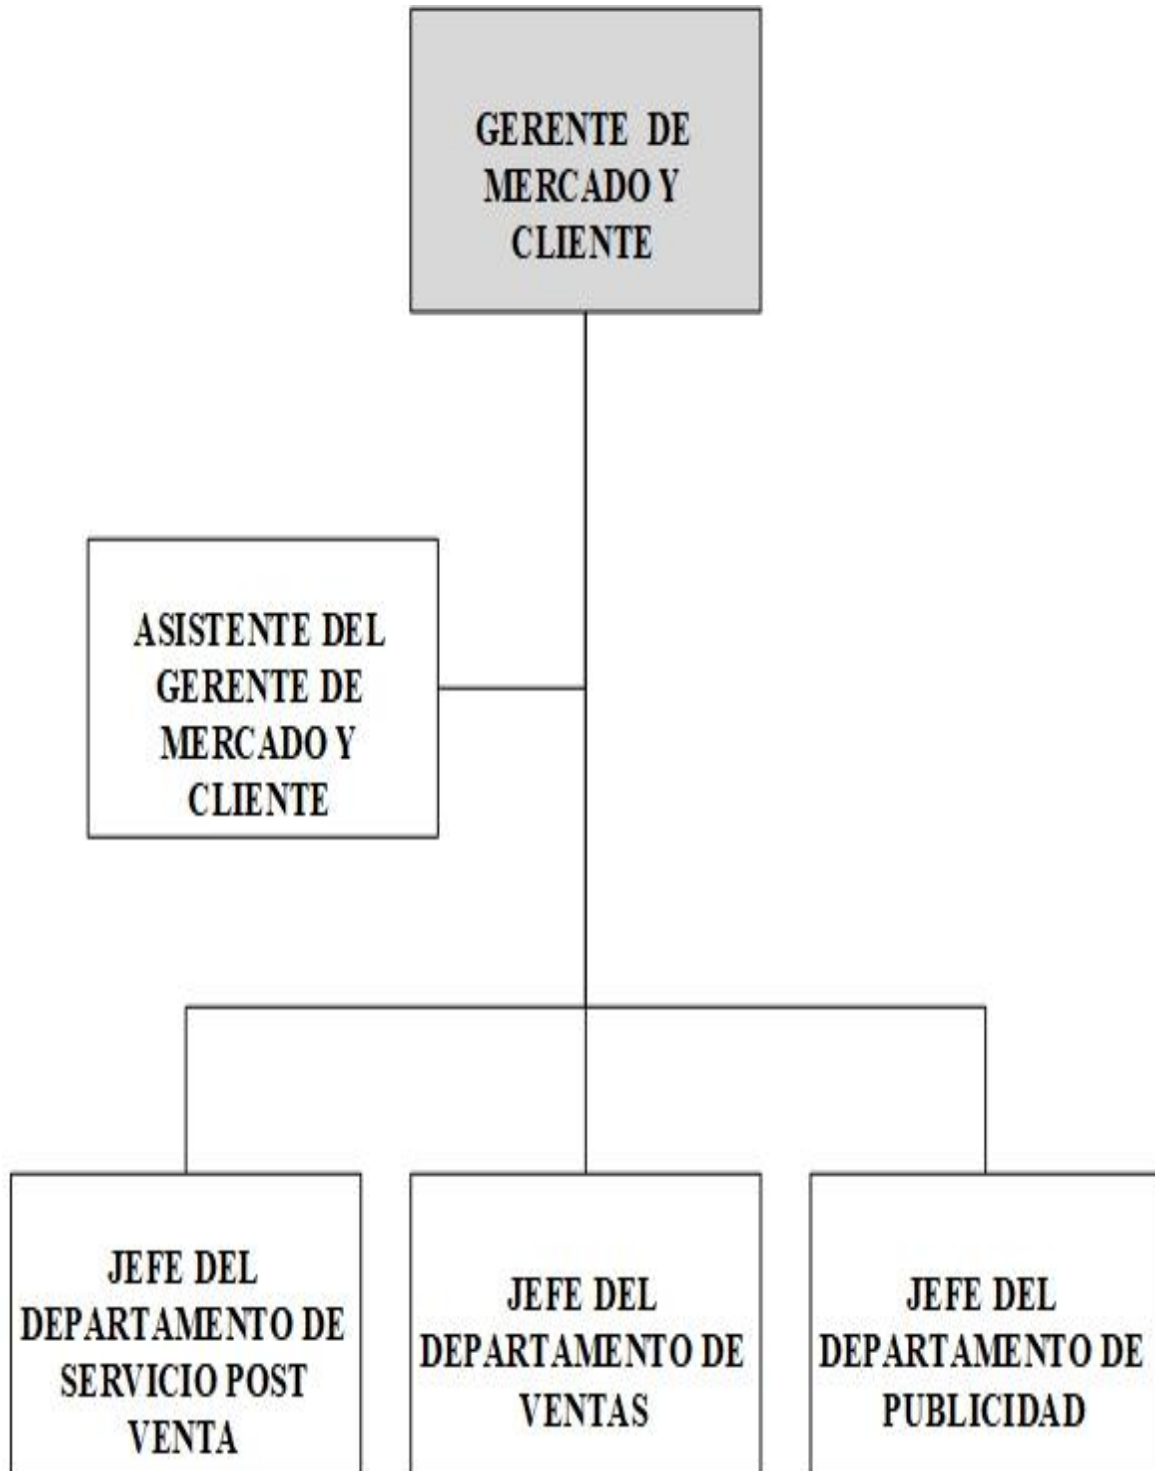 GERENTE DE
MERCADO Y
CLIENTE
ASISTENTE DEL
GERENTE DE
MERCADO Y
CLIENTE
JEFE DEL
DEPARTAMENTO DE
SERVICIO POST
VENTA
JEFE DEL
DEPARTAMENTO DE
VENTAS
JEFE DEL
DEPARTAMENTO DE
PUBLICIDAD